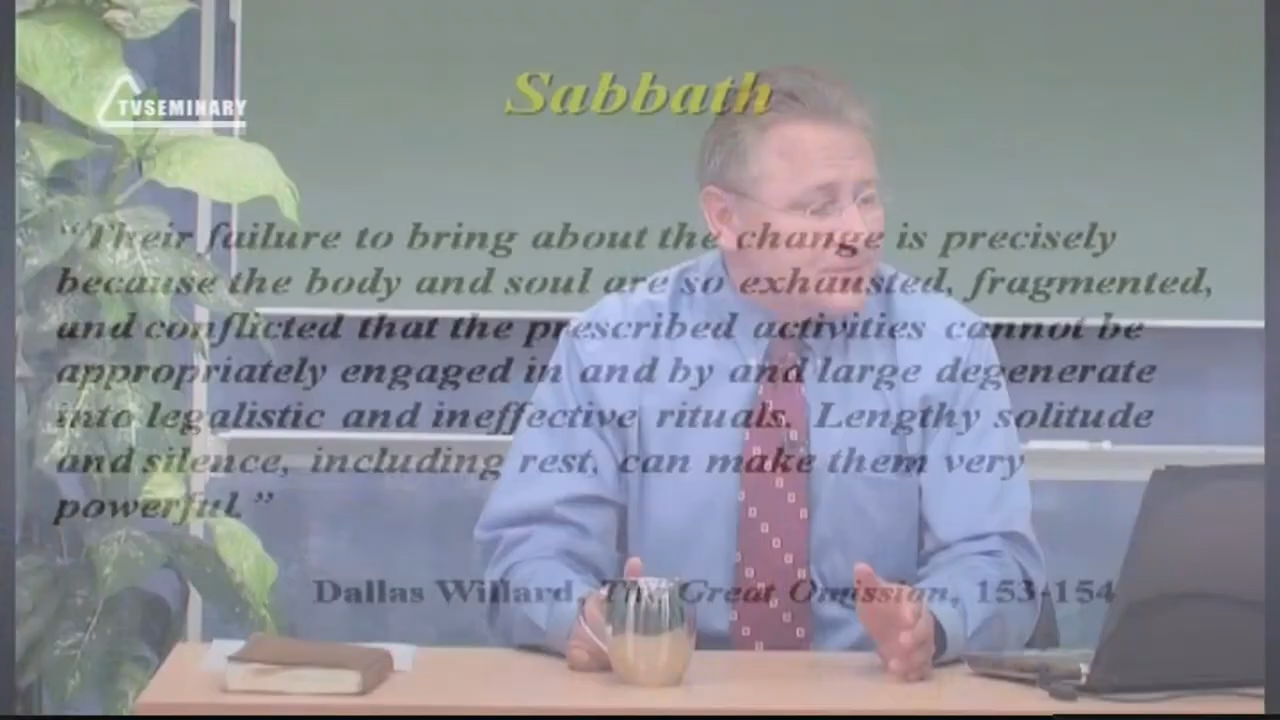 TVSEMINARY
Sabbath
“Their failure to bring about the change is precisely
because the body and soul are so exhausted, fragmented,
and conflicted that the prescribed activities cannot be
appropriately engaged in and by and large degenerate
into legalistic and ineffective rituals. Lengthy solitude
and silence, including rest, can make them very
powerful.”
Dallas Willard, The Great Omission, 153-154